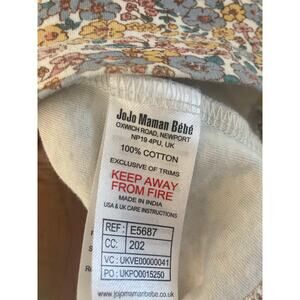 JoJo Maman Bébé
OXWICH ROAD, NEWPORT
NP19 4PU, UK
100% COTTON
EXCLUSIVE OF TRIMS
KEEP AWAY
FROM FIRE
MADE IN INDIA
USA & UK CARE INSTRUCTIONS
REF: E5687
CC: 202
VC: UKVE0000041
PO: UKPO0015250
www.jojomamanbebe.co.uk